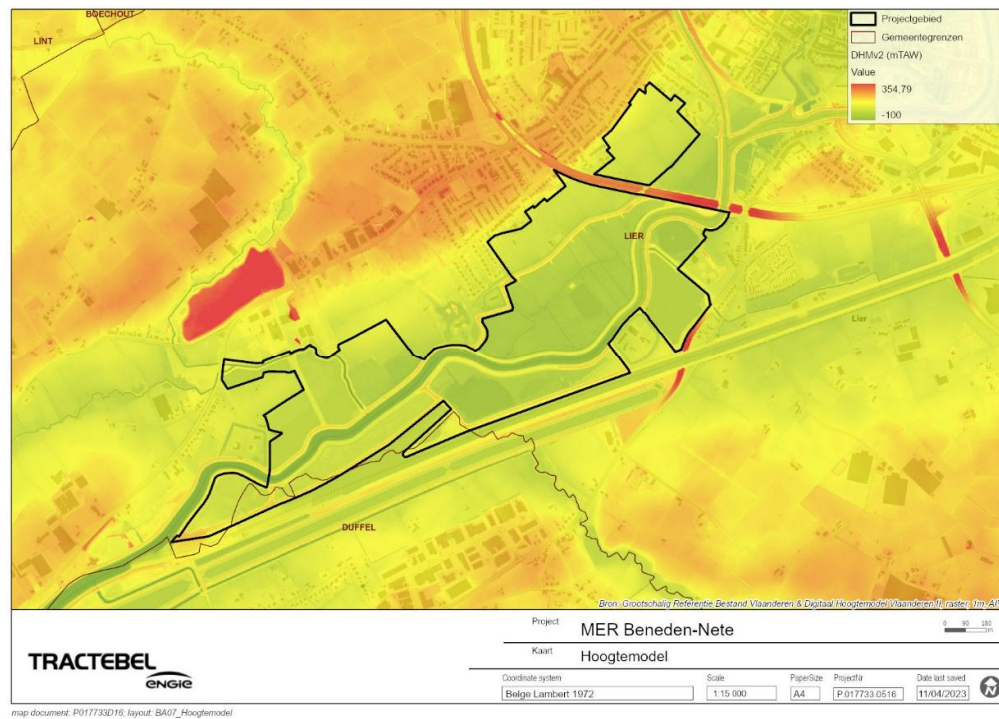 BOECHOUT
LINT
Projectgebied
Gemeentegrenzen
DHMv2 (mTAW)
Value
354,79
-100
LIER
Lier
DUFFEL
Bron: Grootschalig Referentie Bestand Vlaanderen & Digitaal Hoogtemodel Vlaanderen II, raster, 1m, AI
Project MER Beneden-Nete
0 90 180
m
Kaart Hoogtemodel
TRACTEBEL
ENGIE
Coordinate system Scale PaperSize ProjectNr Date last saved
Belge Lambert 1972 1:15 000 A4 P.017733.0516 11/04/2023
map document: P017733D16; layout: BA07_Hoogtemodel